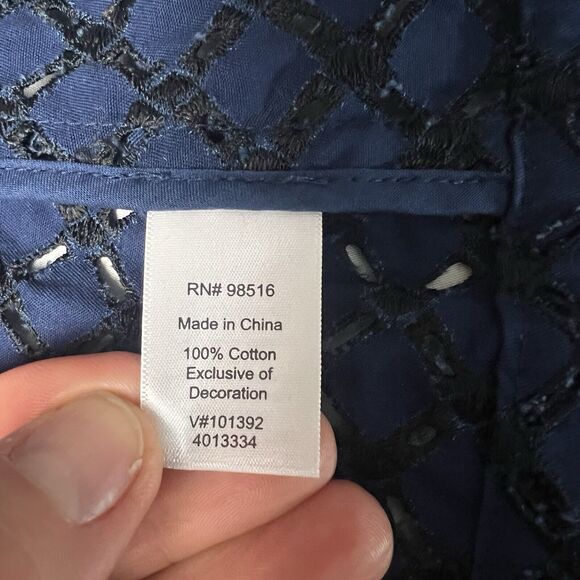 RN# 98516
Made in China
100% Cotton
Exclusive of
Decoration
V#101392
4013334